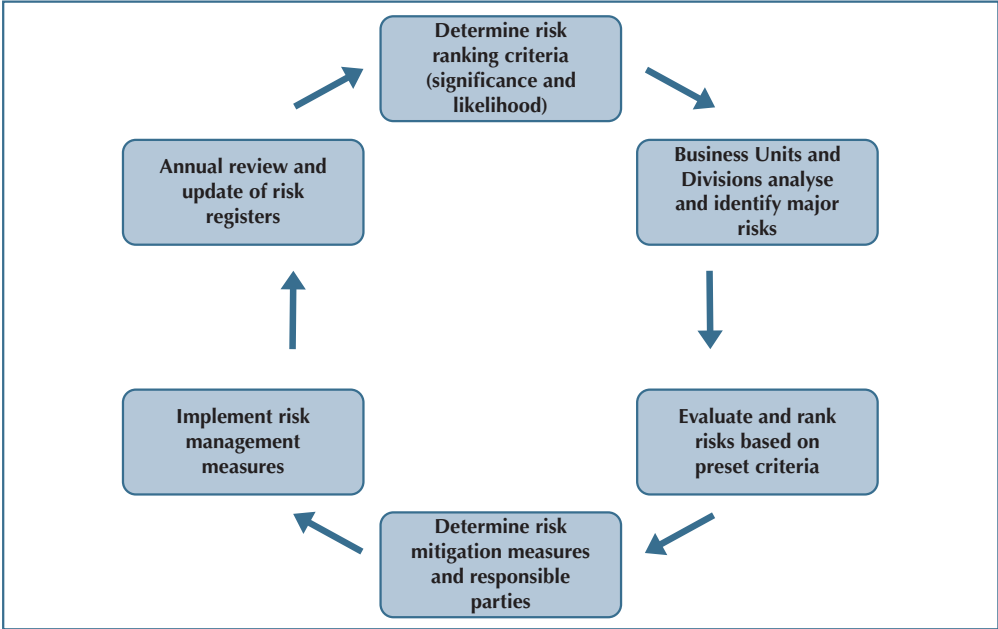 Determine risk
ranking criteria
(significance and
likelihood)
Business Units and
Divisions analyse
and identify major
risks
Evaluate and rank
risks based on
preset criteria
Determine risk
mitigation measures
and responsible
parties
Implement risk
management
measures
Annual review and
update of risk
registers